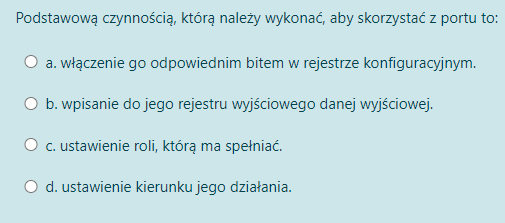 Podstawową czynnością, którą należy wykonać, aby skorzystać z portu to:
a. włączenie go odpowiednim bitem w rejestrze konfiguracyjnym.
b. wpisanie do jego rejestru wyjściowego danej wyjściowej.
c. ustawienie roli, którą ma spełniać.
d. ustawienie kierunku jego działania.